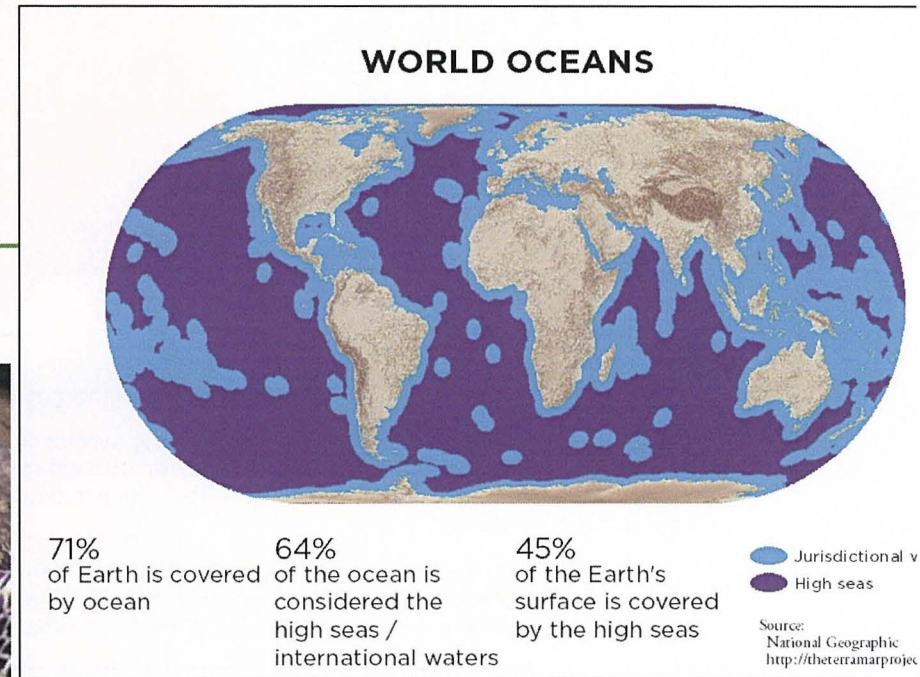 WORLD OCEANS
71%
of Earth is covered
by ocean
64%
of the ocean is
considered the
high seas /
international waters
45%
of the Earth's
surface is covered
by the high seas
Jurisdictional
High seas
Source:
National Geographic